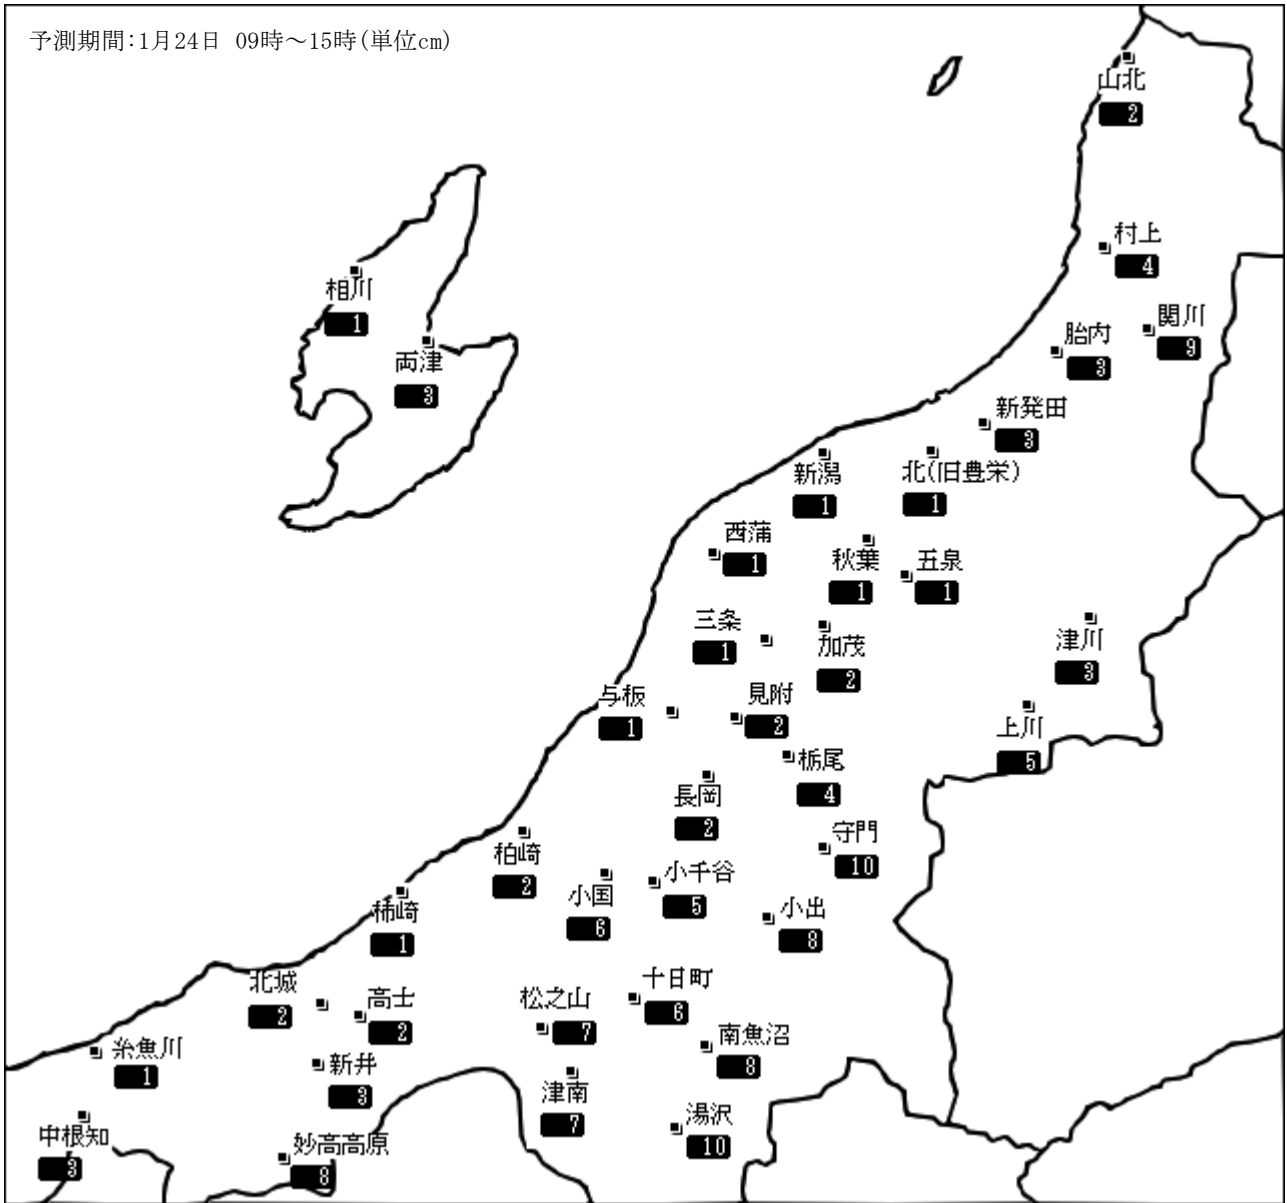 予測期間:1月24日 09時～15時(単位cm)
山北
2
村上
4
相川
1
関川
9
胎内
3
両津
3
新発田
3
新潟
1
北(旧豊栄)
1
西蒲
1
秋葉
1
五泉
1
三条
1
加茂
2
津川
3
与板
1
見附
2
上川
5
栃尾
4
長岡
2
守門
10
柏崎
2
小国
6
小千谷
5
小出
8
柿崎
1
北城
2
高士
2
松之山
7
十日町
6
南魚沼
8
糸魚川
1
新井
3
津南
7
湯沢
10
中根知
3
妙高高原
8